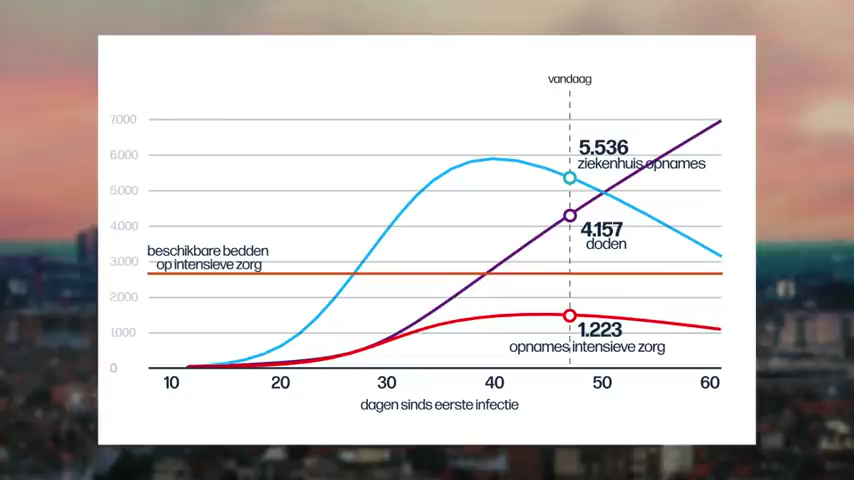 vandaag
7.000
6.000
5.536
ziekenhuis opnames
5.000
4.000
4.157
doden
beschikbare bedden
op intensieve zorg
3.000
2.000
1.000
1.223
opnames intensieve zorg
0
10 20 30 40 50 60
dagen sinds eerste infectie